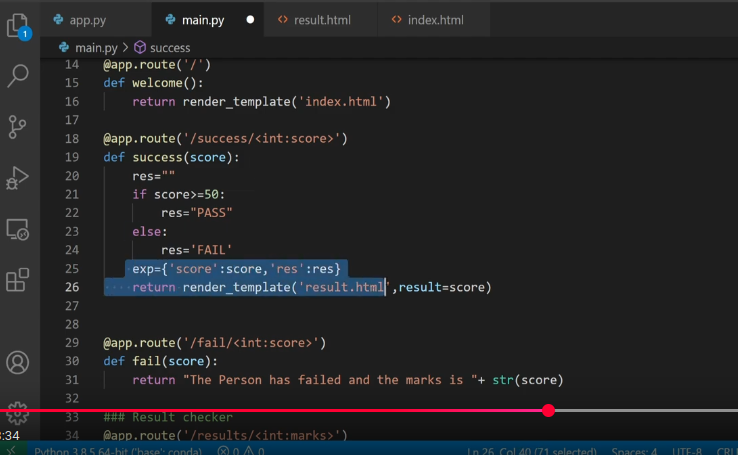 app.py main.py result.html index.html
main.py > success
1
14 @app.route('/')
15 def welcome():
16 return render_template('index.html')
17
18 @app.route('/success/<int:score>')
19 def success(score):
20 res=""
21 if score>=50:
22 res="PASS"
23 else:
24 res='FAIL'
25 exp={'score':score,'res':res}
26 return render_template('result.html',result=score)
27
28
29 @app.route('/fail/<int:score>')
30 def fail(score):
31 return "The Person has failed and the marks is "+ str(score)
32
33 ### Result checker
34 @app.route('/results/<int:marks>')
:34
Python 3.8.5 64-bit ('base': conda) 0 0 Ln 26, Col 40 (71 selected) Spaces: 4 UTF-8